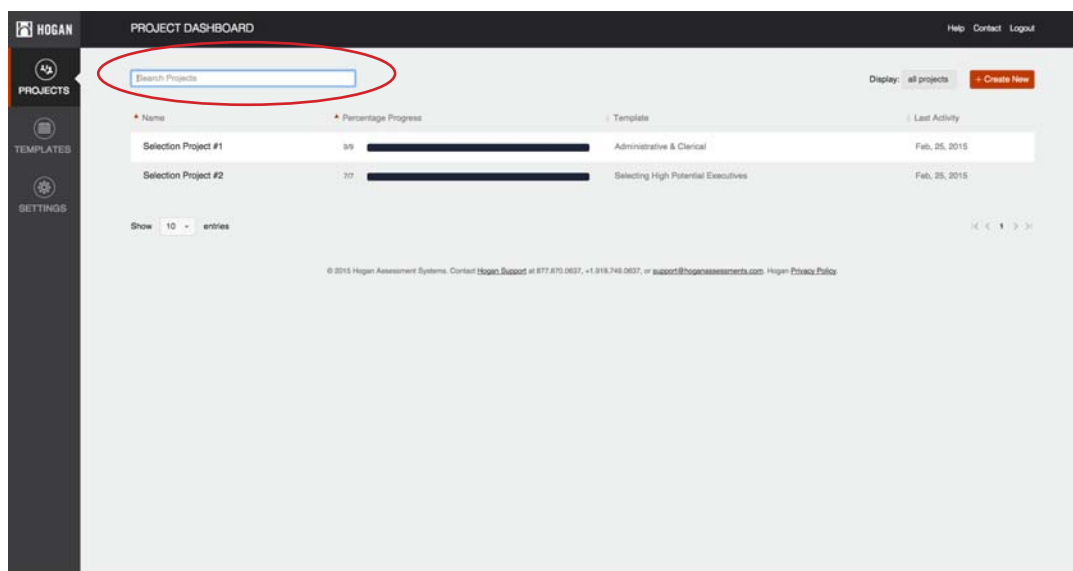 HOGAN
PROJECT DASHBOARD
Help Contact Logout
PROJECTS
Search Projects
Display: all projects + Create New
Name Percentage Progress Template Last Activity
Selection Project #1 9/9 Administrative & Clerical Feb, 25, 2015
TEMPLATES
Selection Project #2 7/7 Selecting High Potential Executives Feb, 25, 2015
SETTINGS
Show 10 entries 1
© 2015 Hogan Assessment Systems. Contact Hogan Support at 877.670.0637, +1.918.749.0637, or support@hoganassessments.com. Hogan Privacy Policy.